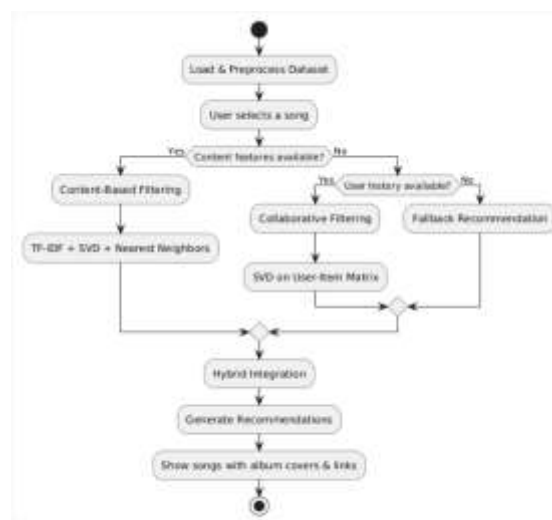 Load & Preprocess Dataset
User selects a song
Yes
Content features available?
No
Content-Based Filtering
Yes
User history available?
No
Collaborative Filtering
Fallback Recommendation
TF-IDF + SVD + Nearest Neighbors
SVD on User-Item Matrix
Hybrid Integration
Generate Recommendations
Show songs with album covers & links